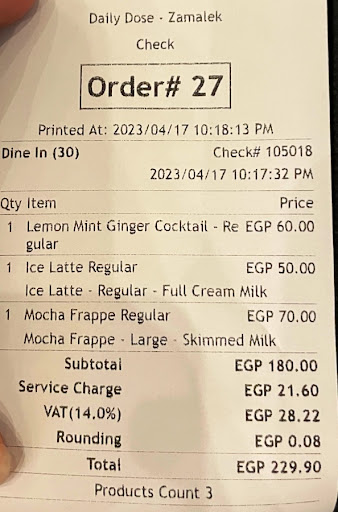 Daily Dose - Zamalek
Check
Order# 27
Printed At: 2023/04/17 10:18:13 PM
Dine In (30) Check# 105018
2023/04/17 10:17:32 PM
Qty Item Price
1 Lemon Mint Ginger Cocktail - Re EGP 60.00
gular
1 Ice Latte Regular EGP 50.00
Ice Latte - Regular - Full Cream Milk
1 Mocha Frappe Regular EGP 70.00
Mocha Frappe - Large - Skimmed Milk
Subtotal EGP 180.00
Service Charge EGP 21.60
VAT(14.0%) EGP 28.22
Rounding EGP 0.08
Total EGP 229.90
Products Count 3